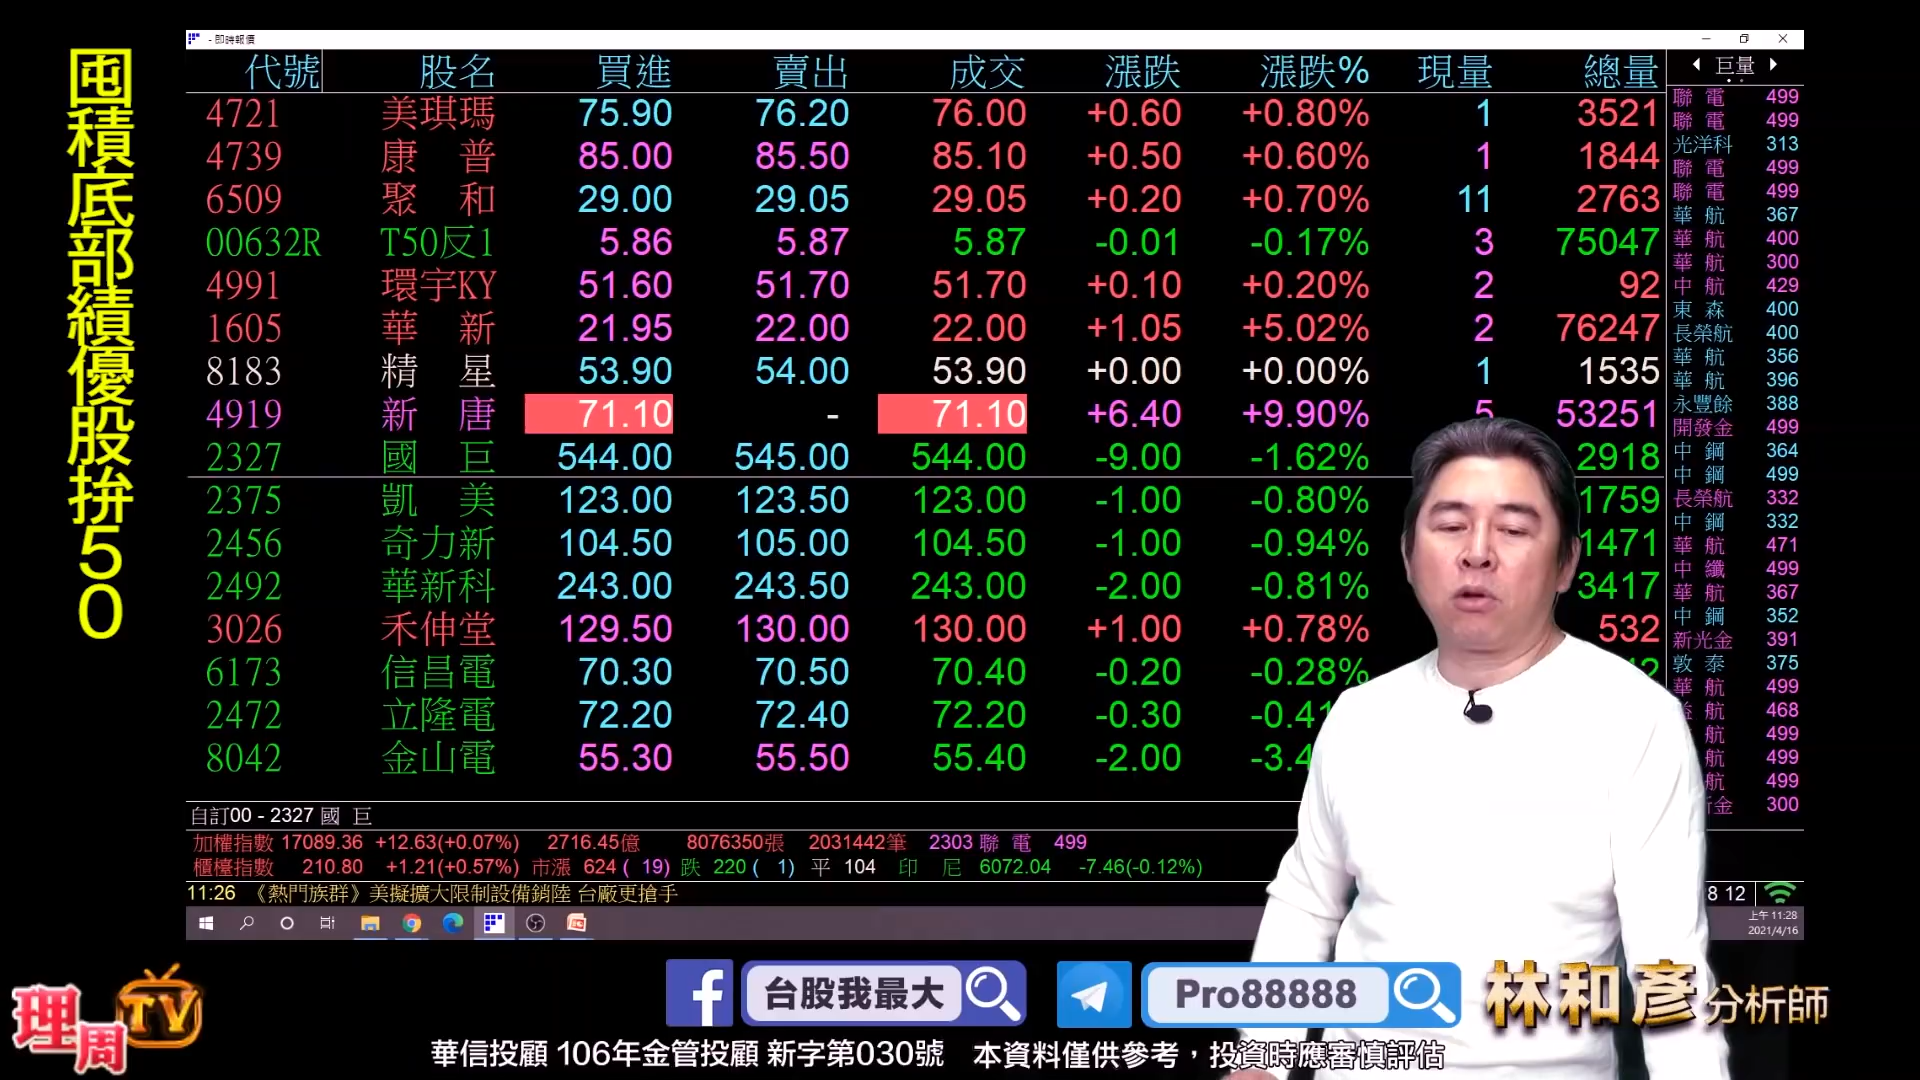 囤積底部績優股拚50
- 即時報價
代號 股名 買進 賣出 成交 漲跌 漲跌% 現量 總量
4721 美琪瑪 75.90 76.20 76.00 +0.60 +0.80% 1 3521
4739 康普 85.00 85.50 85.10 +0.50 +0.60% 1 1844
6509 聚和 29.00 29.05 29.05 +0.20 +0.70% 11 2763
00632R T50反1 5.86 5.87 5.87 -0.01 -0.17% 3 75047
4991 環宇KY 51.60 51.70 51.70 +0.10 +0.20% 2 92
1605 華新 21.95 22.00 22.00 +1.05 +5.02% 2 76247
8183 精星 53.90 54.00 53.90 +0.00 +0.00% 1 1535
4919 新唐 71.10 - 71.10 +6.40 +9.90% 5 53251
2327 國巨 544.00 545.00 544.00 -9.00 -1.62% 2918
2375 凱美 123.00 123.50 123.00 -1.00 -0.80% 1759
2456 奇力新 104.50 105.00 104.50 -1.00 -0.94% 1471
2492 華新科 243.00 243.50 243.00 -2.00 -0.81% 3417
3026 禾伸堂 129.50 130.00 130.00 +1.00 +0.78% 532
6173 信昌電 70.30 70.50 70.40 -0.20 -0.28%
2472 立隆電 72.20 72.40 72.20 -0.30
8042 金山電 55.30 55.50 55.40 -2.00
巨量
聯電 499
聯電 499
光洋科 313
聯電 499
聯電 499
華航 367
華航 400
華航 300
中航 429
東森 400
長榮航 400
華航 356
華航 396
永豐餘 388
開發金 499
中鋼 364
中鋼 499
長榮航 332
中鋼 332
華航 471
中纖 499
華航 367
中鋼 352
新光金 391
敦泰 375
華航 499
航 468
航 499
航 499
航 499
金 300
自訂00 - 2327 國巨
加權指數 17089.36 +12.63(+0.07%) 2716.45億 8076350張 2031442筆 2303 聯電 499
櫃檯指數 210.80 +1.21(+0.57%) 市漲 624 ( 19) 跌 220 ( 1) 平 104 印尼 6072.04 -7.46(-0.12%)
11:26 《熱門族群》美擬擴大限制設備銷陸 台廠更搶手
8 12
上午 11:28
2021/4/16
理周TV
台股我最大
Pro88888
林和彥分析師
華信投顧 106年金管投顧 新字第030號 本資料僅供參考，投資時應審慎評估